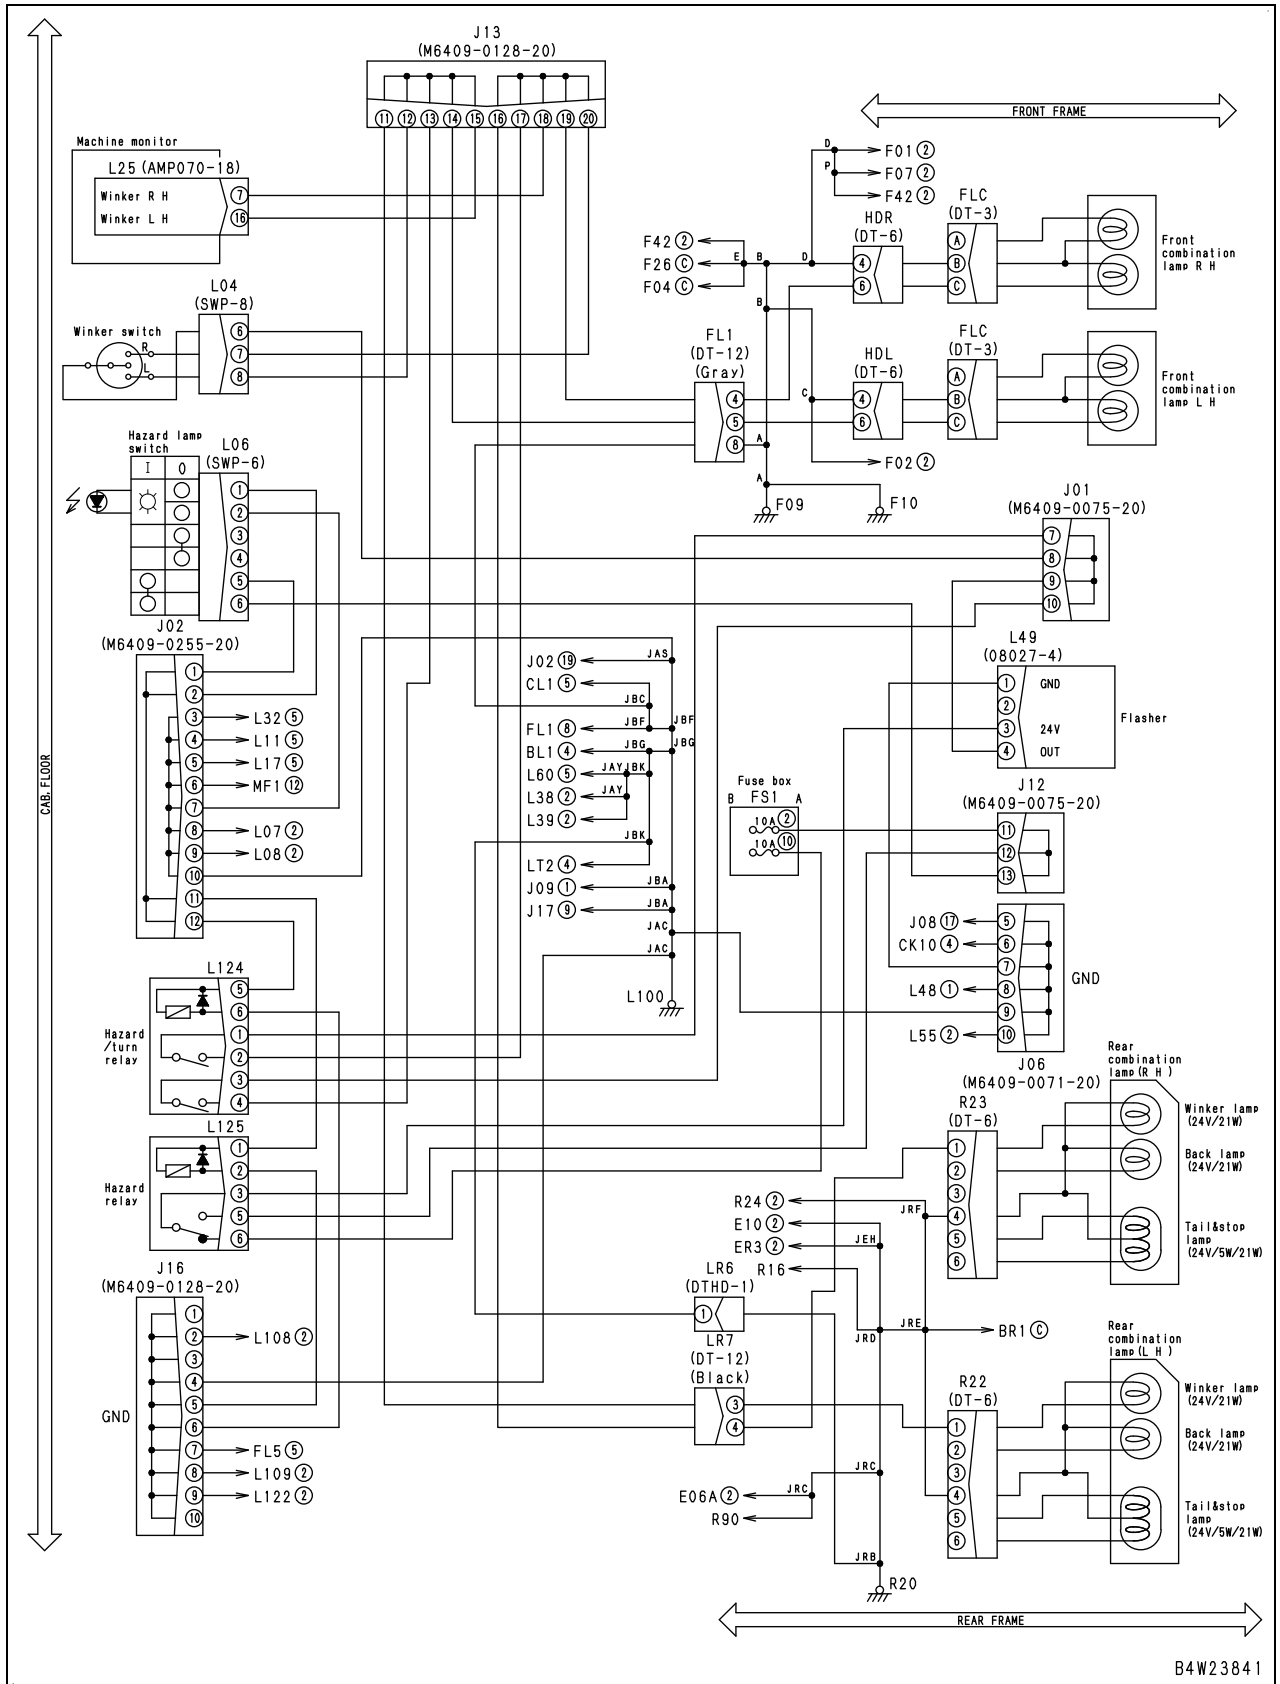 J13
(M6409-0128-20)
11 12 13 14 15 16 17 18 19 20
FRONT FRAME
Machine monitor
L25 (AMP070-18)
Winker R H
7
Winker L H
16
D
F01 2
P
F07 2
F42 2
FLC
(DT-3)
HDR
(DT-6)
A
B
C
4
6
Front
combination
lamp R H
F42 2
E
B
D
F26 C
F04 C
B
L04
(SWP-8)
6
7
8
Winker switch
R
L
FL1
(DT-12)
(Gray)
4
5
8
HDL
(DT-6)
4
6
FLC
(DT-3)
A
B
C
Front
combination
lamp L H
C
A
F02 2
A
F09
F10
Hazard lamp
switch
I
0
L06
(SWP-6)
1
2
3
4
5
6
J01
(M6409-0075-20)
7
8
9
10
J02
(M6409-0255-20)
1
2
3
L32 5
4
L11 5
5
L17 5
6
MF1 12
7
8
L07 2
9
L08 2
10
11
12
CAB, FLOOR
J02 19
JAS
CL1 5
JBC
FL1 8
JBF
JBF
BL1 4
JBG
JBG
L60 5
JAY
JBK
L38 2
JAY
L39 2
JBK
LT2 4
J09 1
JBA
J17 9
JBA
JAC
JAC
L100
L49
(08027-4)
1
GND
2
3
24V
4
OUT
Flasher
Fuse box
B
FS1
A
10A
2
10A
10
J12
(M6409-0075-20)
11
12
13
J08 17
5
CK10 4
6
7
L48 1
8
9
L55 2
10
GND
J06
(M6409-0071-20)
L124
5
6
1
2
3
4
Hazard
/turn
relay
L125
1
2
3
5
6
Hazard
relay
Rear
combination
lamp(R H )
R23
(DT-6)
1
2
3
4
5
6
Winker lamp
(24V/21W)
Back lamp
(24V/21W)
Tail&stop
lamp
(24V/5W/21W)
R24 2
JRF
E10 2
ER3 2
JEH
R16
LR6
(DTHD-1)
1
JRD
JRE
BR1 C
LR7
(DT-12)
(Black)
3
4
J16
(M6409-0128-20)
1
2
L108 2
3
4
5
6
7
FL5 5
8
L109 2
9
L122 2
10
GND
Rear
combination
lamp(L H )
R22
(DT-6)
1
2
3
4
5
6
Winker lamp
(24V/21W)
Back lamp
(24V/21W)
Tail&stop
lamp
(24V/5W/21W)
JRC
E06A 2
JRC
R90
JRB
R20
REAR FRAME
B4W23841